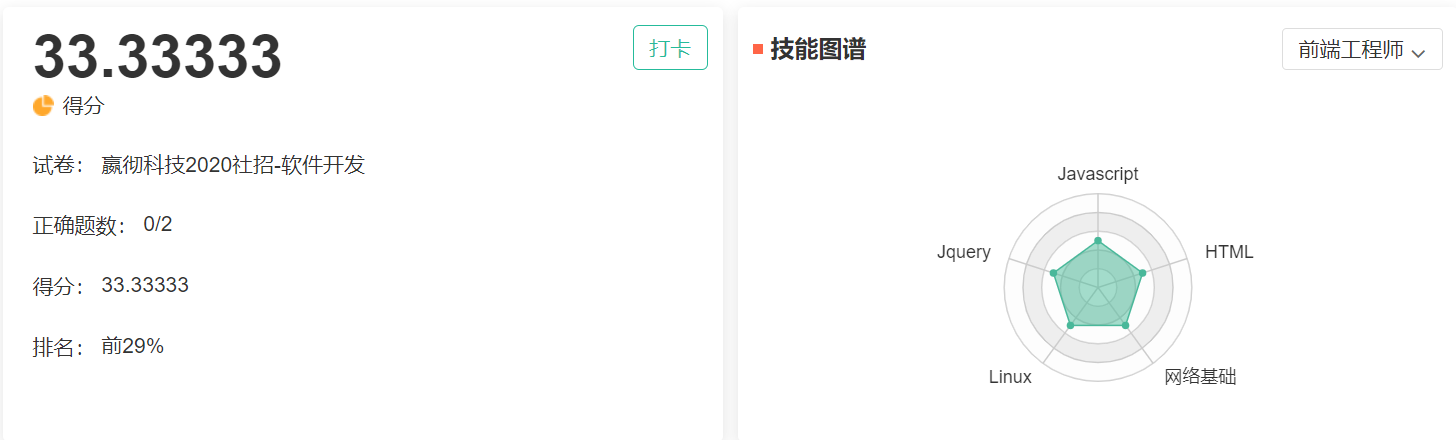 33.33333
打卡
得分
试卷： 嬴彻科技2020社招-软件开发
正确题数： 0/2
得分： 33.33333
排名： 前29%
技能图谱
前端工程师
Javascript
Jquery
HTML
Linux
网络基础